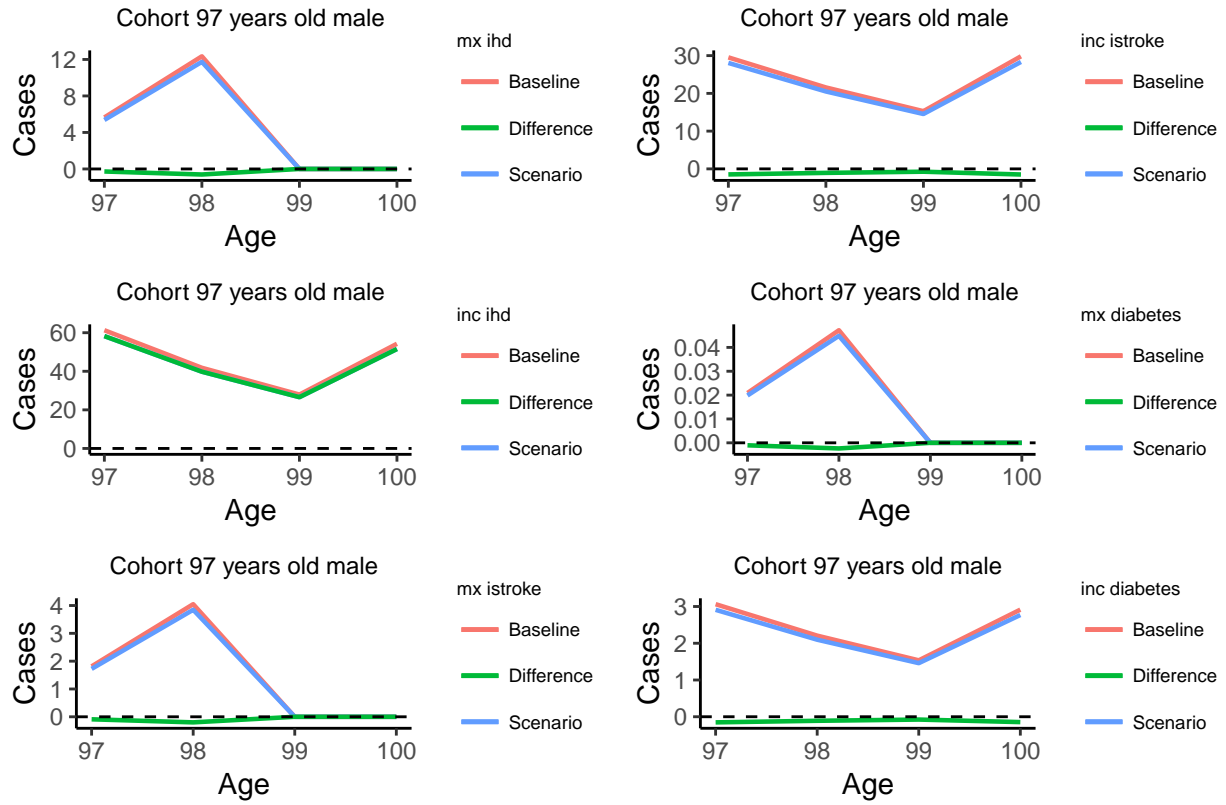 Cohort 97 years old male
Cases
12
8
4
0
97 98 99 100
Age
mx ihd
Baseline
Difference
Scenario
Cohort 97 years old male
Cases
30
20
10
0
97 98 99 100
Age
inc istroke
Baseline
Difference
Scenario
Cohort 97 years old male
Cases
60
40
20
0
97 98 99 100
Age
inc ihd
Baseline
Difference
Scenario
Cohort 97 years old male
Cases
0.04
0.03
0.02
0.01
0.00
97 98 99 100
Age
mx diabetes
Baseline
Difference
Scenario
Cohort 97 years old male
Cases
4
3
2
1
0
97 98 99 100
Age
mx istroke
Baseline
Difference
Scenario
Cohort 97 years old male
Cases
3
2
1
0
97 98 99 100
Age
inc diabetes
Baseline
Difference
Scenario